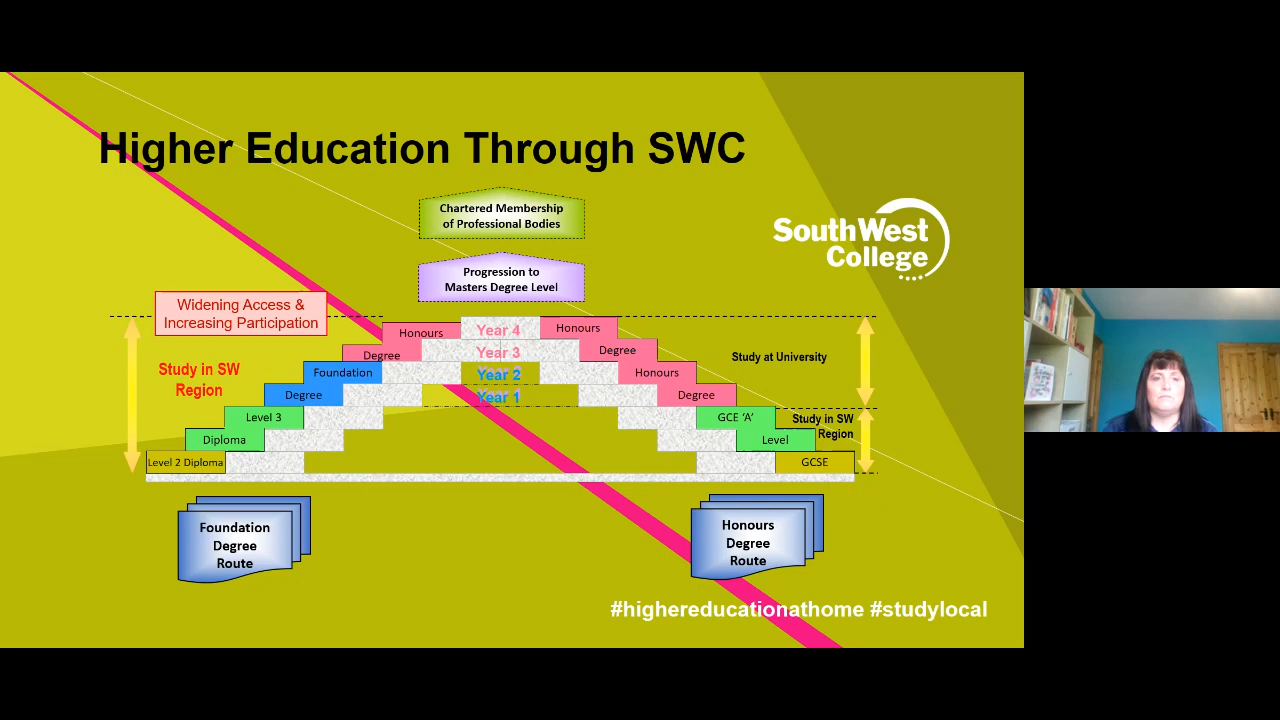 Higher Education Through SWC
Chartered Membership
of Professional Bodies
SouthWest
College
Progression to
Masters Degree Level
Widening Access &
Increasing Participation
Honours
Year 4
Honours
Degree
Year 3
Degree
Study at University
Study in SW
Region
Foundation
Year 2
Honours
Degree
Year 1
Degree
Level 3
GCE ‘A’
Study in SW
Region
Diploma
Level
Level 2 Diploma
GCSE
Foundation
Degree
Route
Honours
Degree
Route
#highereducationathome #studylocal